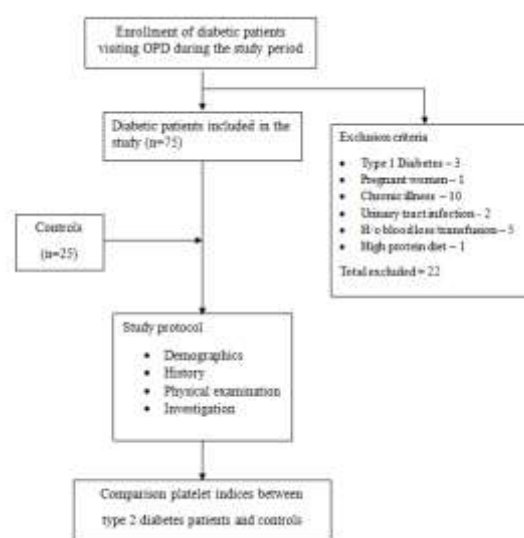 Enrollment of diabetic patients
visiting OPD during the study period
Diabetic patients included in the
study (n=75)
Exclusion criteria
• Type 1 Diabetes – 3
• Pregnant women – 1
• Chronic illness – 10
• Urinary tract infection - 2
• H/o blood loss transfusion – 5
• High protein diet – 1
Total excluded = 22
Controls
(n=25)
Study protocol
• Demographics
• History
• Physical examination
• Investigation
Comparison platelet indices between
type 2 diabetes patients and controls